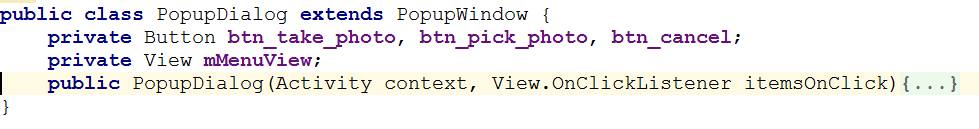 public class PopupDialog extends PopupWindow {
    private Button btn_take_photo, btn_pick_photo, btn_cancel;
    private View mMenuView;
    public PopupDialog(Activity context, View.OnClickListener itemsOnClick){...}
}